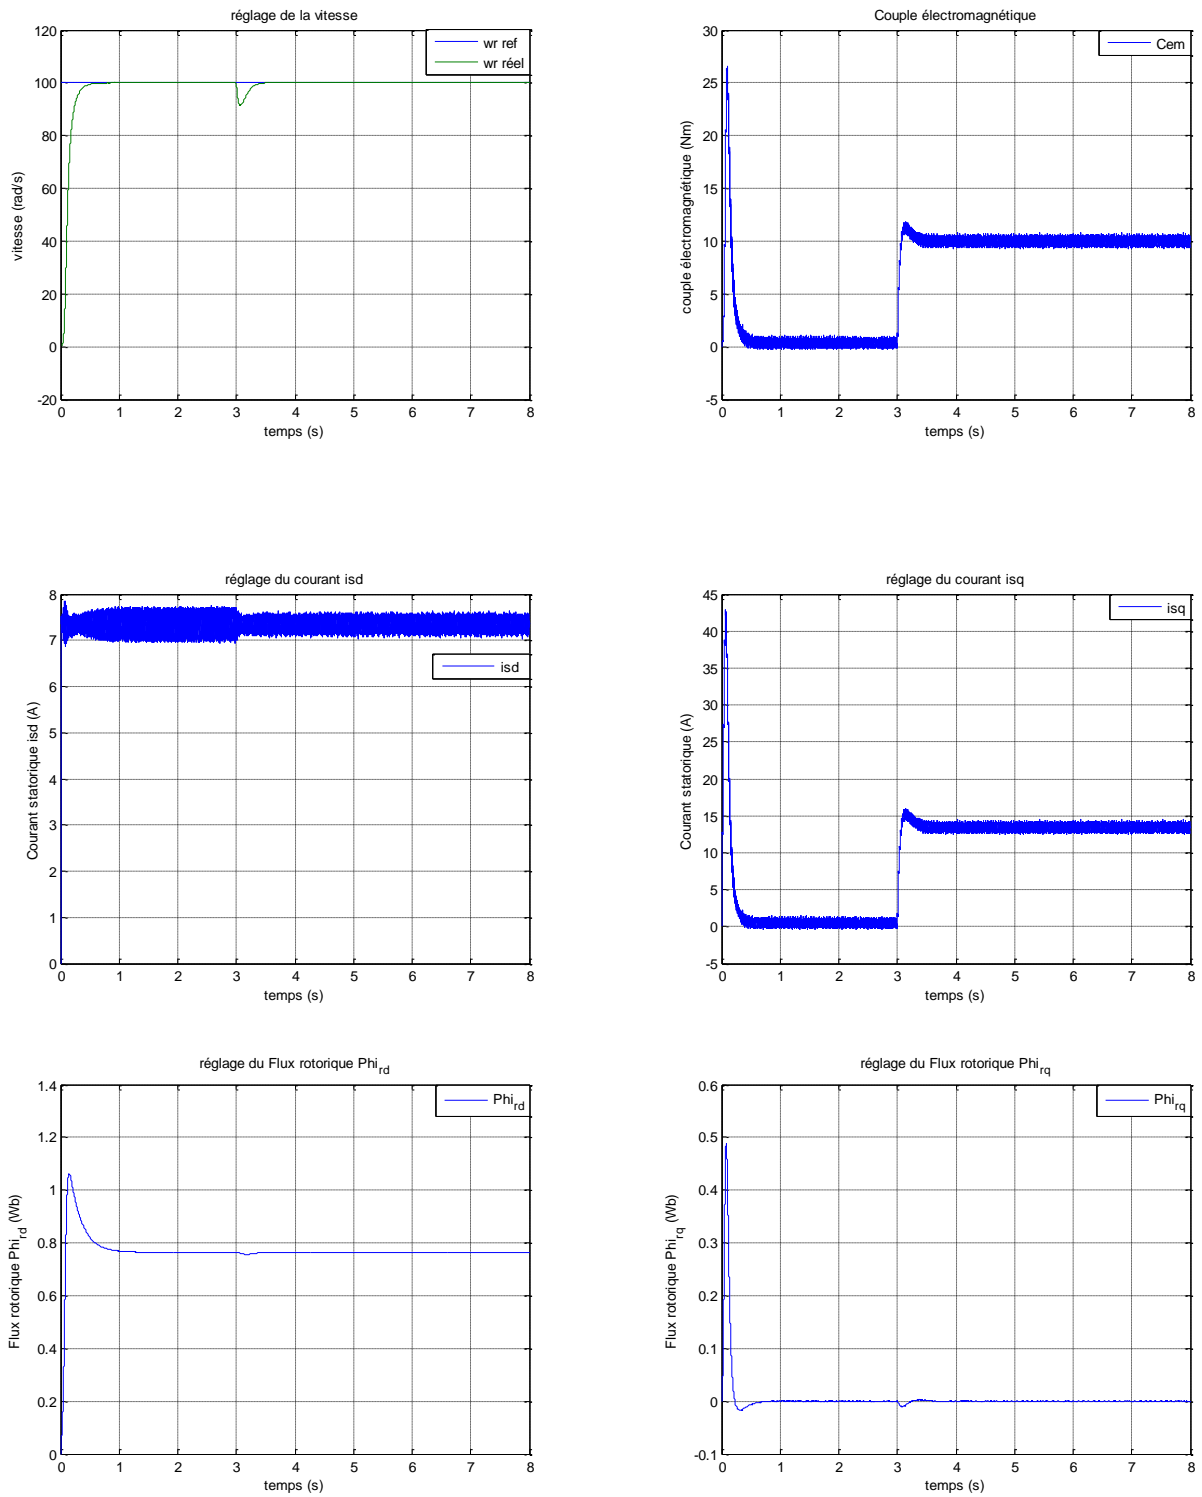 réglage de la vitesse
120
100
80
60
40
20
0
-20
0 1 2 3 4 5 6 7 8
vitesse (rad/s)
temps (s)
wr ref
wr réel
Couple électromagnétique
30
25
20
15
10
5
0
-5
0 1 2 3 4 5 6 7 8
couple électromagnétique (Nm)
temps (s)
Cem
réglage du courant isd
8
7
6
5
4
3
2
1
0
0 1 2 3 4 5 6 7 8
Courant statorique isd (A)
temps (s)
isd
réglage du courant isq
45
40
35
30
25
20
15
10
5
0
-5
0 1 2 3 4 5 6 7 8
Courant statorique (A)
temps (s)
isq
réglage du Flux rotorique Phi_rd
1.4
1.2
1
0.8
0.6
0.4
0.2
0
0 1 2 3 4 5 6 7 8
Flux rotorique Phi_rd (Wb)
temps (s)
Phi_rd
réglage du Flux rotorique Phi_rq
0.6
0.5
0.4
0.3
0.2
0.1
0
-0.1
0 1 2 3 4 5 6 7 8
Flux rotorique Phi_rq (Wb)
temps (s)
Phi_rq